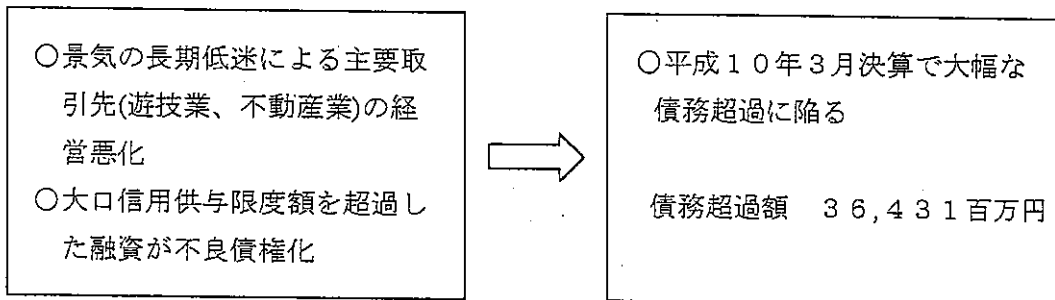 ○景気の長期低迷による主要取
引先(遊技業、不動産業)の経
営悪化
○大口信用供与限度額を超過し
た融資が不良債権化
○平成１０年３月決算で大幅な
債務超過に陥る
債務超過額　３６,４３１百万円